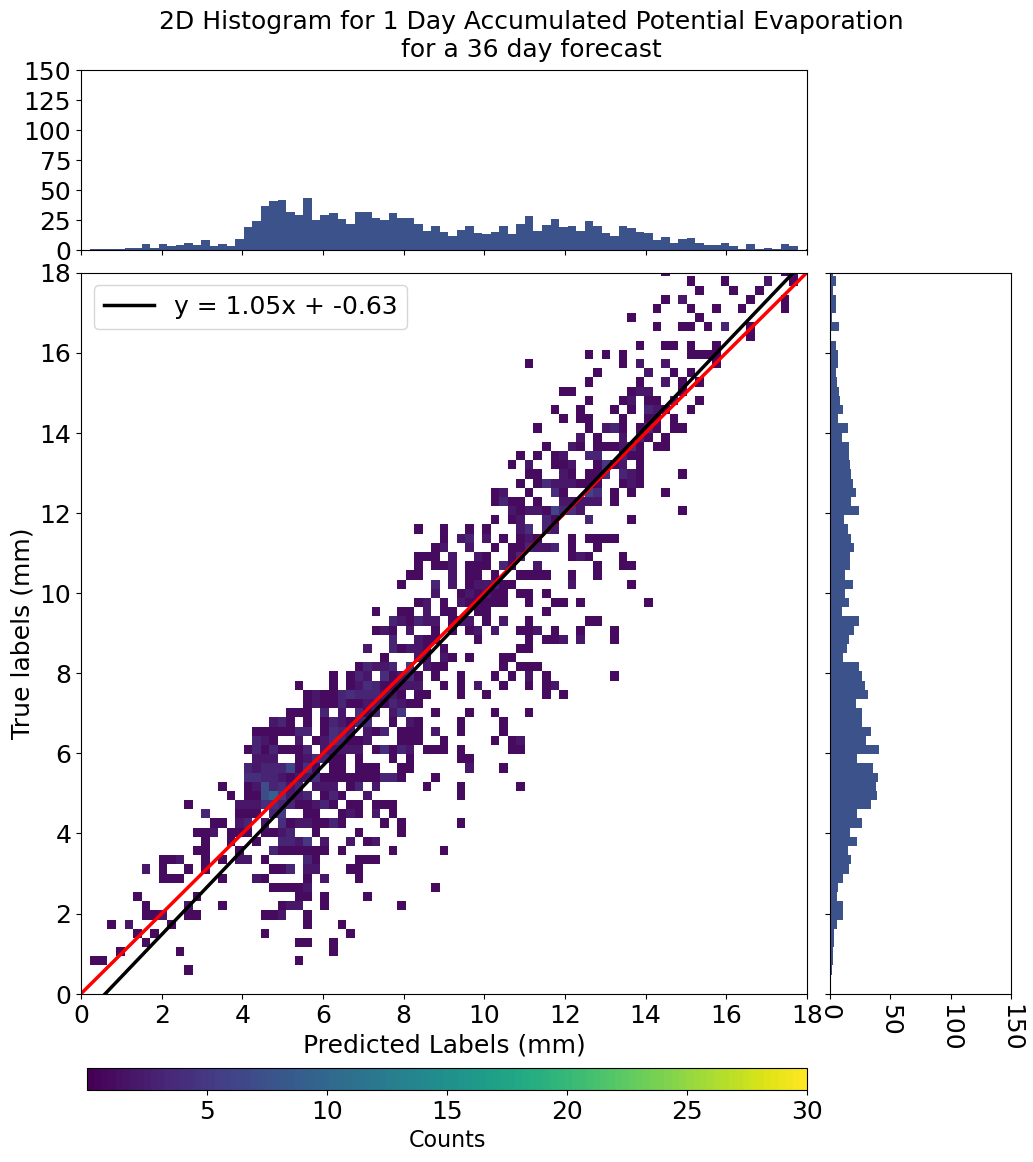 2D Histogram for 1 Day Accumulated Potential Evaporation
for a 36 day forecast
150
125
100
75
50
25
0
18
16
14
12
10
8
6
4
2
0
True labels (mm)
y = 1.05x + -0.63
0 2 4 6 8 10 12 14 16 18
Predicted Labels (mm)
0 50 100 150
5 10 15 20 25 30
Counts